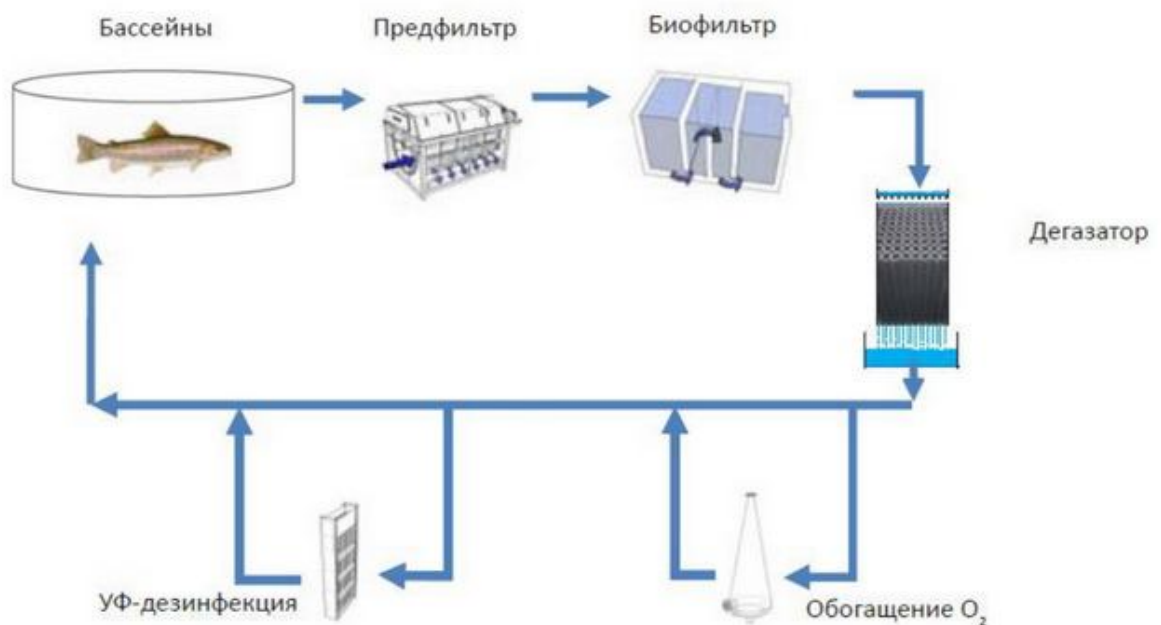 Бассейны
Предфильтр
Биофильтр
Дегазатор
УФ-дезинфекция
Обогащение O₂